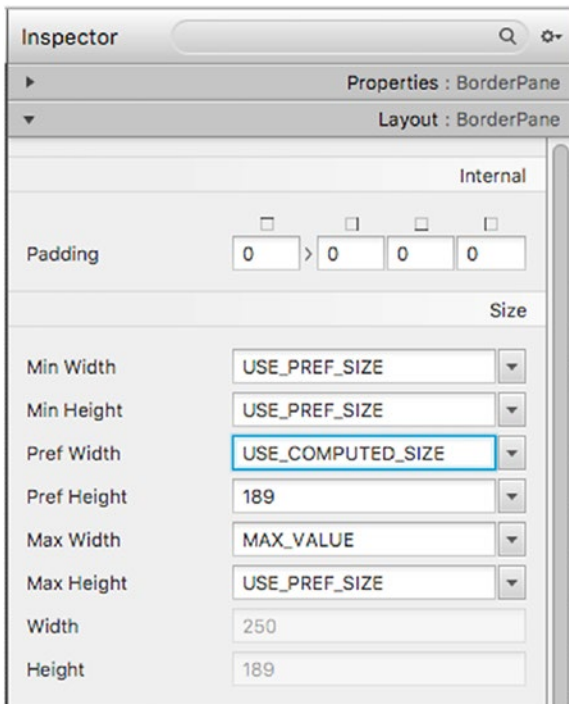 Inspector
Properties : BorderPane
Layout : BorderPane
Internal
Padding 0 > 0 0 0
Size
Min Width USE_PREF_SIZE
Min Height USE_PREF_SIZE
Pref Width USE_COMPUTED_SIZE
Pref Height 189
Max Width MAX_VALUE
Max Height USE_PREF_SIZE
Width 250
Height 189